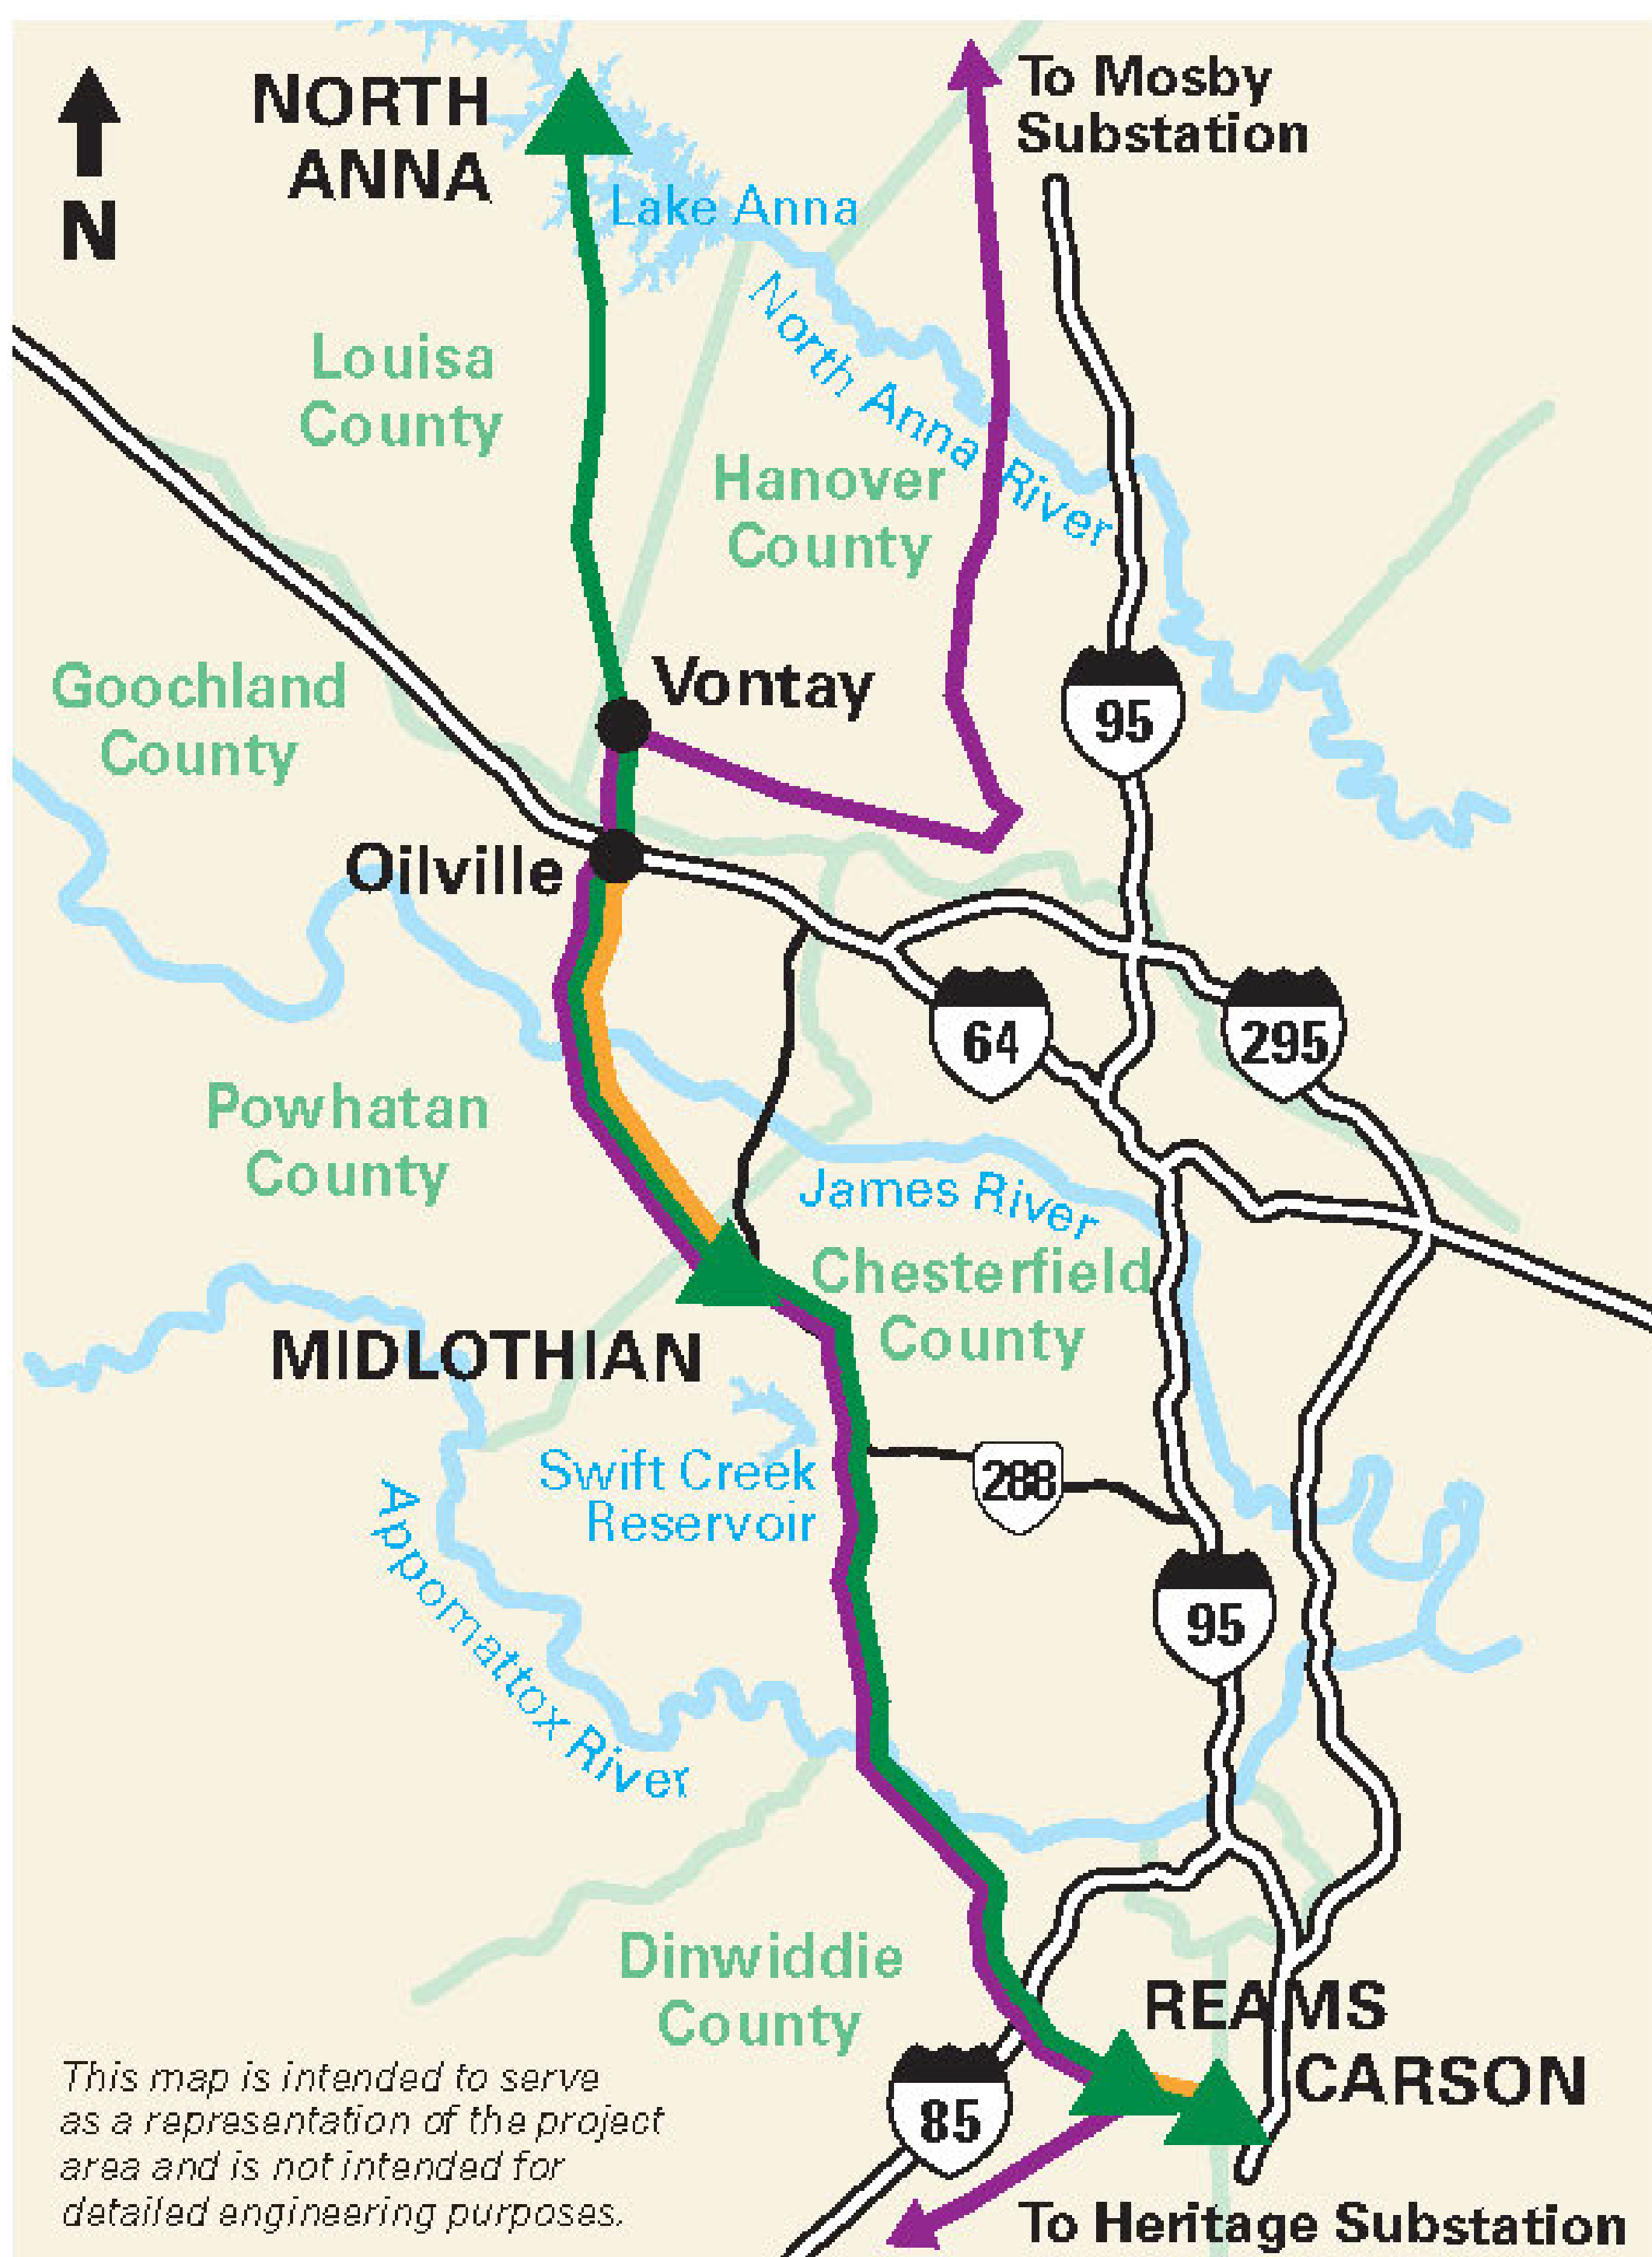 NORTH
ANNA
N
To Mosby
Substation
Lake Anna
North Anna River
Louisa
County
Hanover
County
Goochland
County
Vontay
95
Oilville
64
295
Powhatan
County
James River
Chesterfield
County
MIDLOTHIAN
Swift Creek
Reservoir
288
Appomattox River
95
Dinwiddie
County
REAMS
CARSON
85
This map is intended to serve
as a representation of the project
area and is not intended for
detailed engineering purposes.
To Heritage Substation